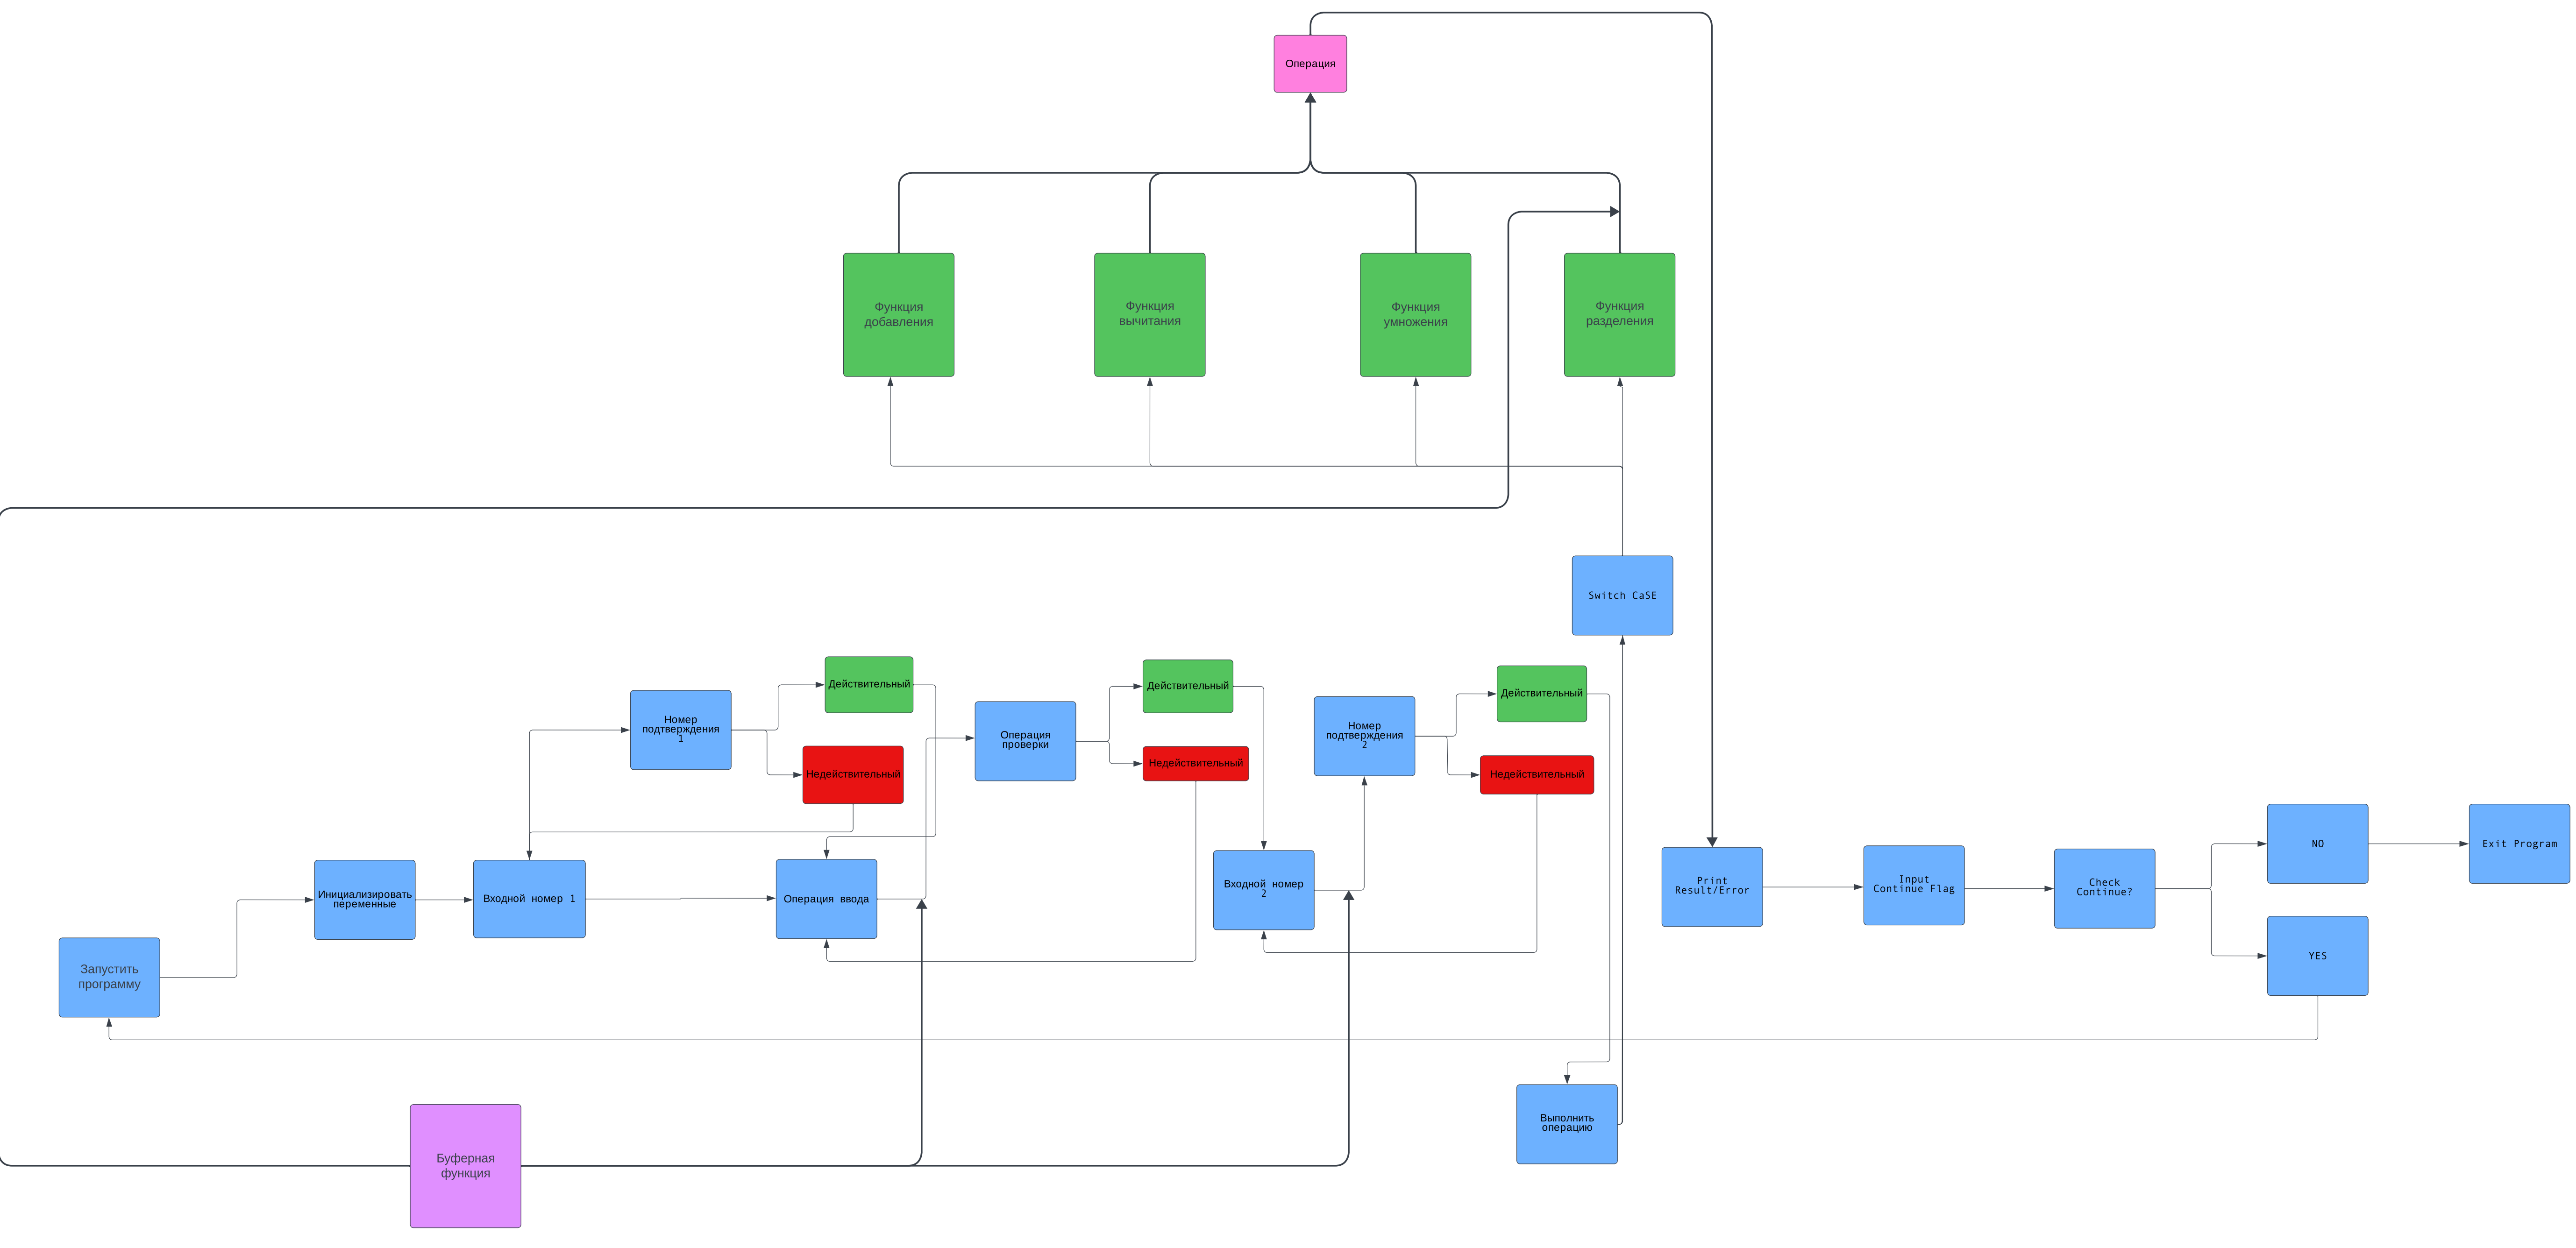 Операция
Функция
добавления
Функция
вычитания
Функция
умножения
Функция
разделения
Switch CaSE
Действительный
Номер
подтверждения
1
Недействительный
Действительный
Операция
проверки
Недействительный
Действительный
Номер
подтверждения
2
Недействительный
Запустить
программу
Инициализировать
переменные
Входной номер 1
Операция ввода
Входной номер
2
Print
Result/Error
Input
Continue Flag
Check
Continue?
NO
Exit Program
YES
Выполнить
операцию
Буферная
функция